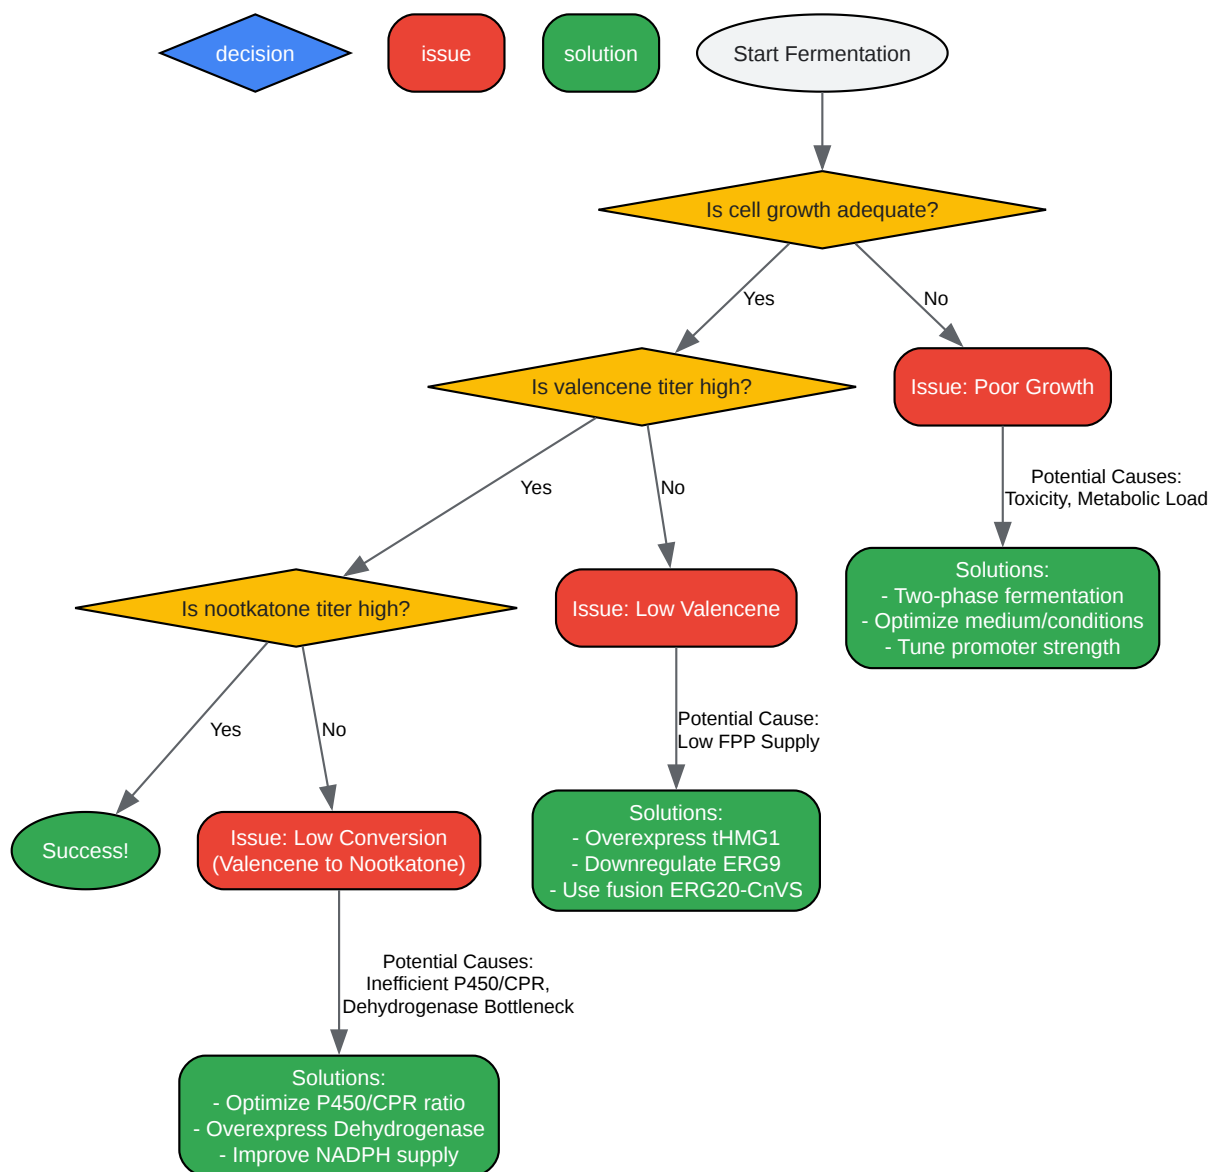 decision
issue
solution
Start Fermentation
Is cell growth adequate?
Yes
No
Is valencene titer high?
Issue: Poor Growth
Yes
No
Potential Causes:
Toxicity, Metabolic Load
Is nootkatone titer high?
Issue: Low Valencene
Solutions:
- Two-phase fermentation
- Optimize medium/conditions
- Tune promoter strength
Yes
No
Potential Cause:
Low FPP Supply
Success!
Issue: Low Conversion
(Valencene to Nootkatone)
Solutions:
- Overexpress tHMG1
- Downregulate ERG9
- Use fusion ERG20-CnVS
Potential Causes:
Inefficient P450/CPR,
Dehydrogenase Bottleneck
Solutions:
- Optimize P450/CPR ratio
- Overexpress Dehydrogenase
- Improve NADPH supply